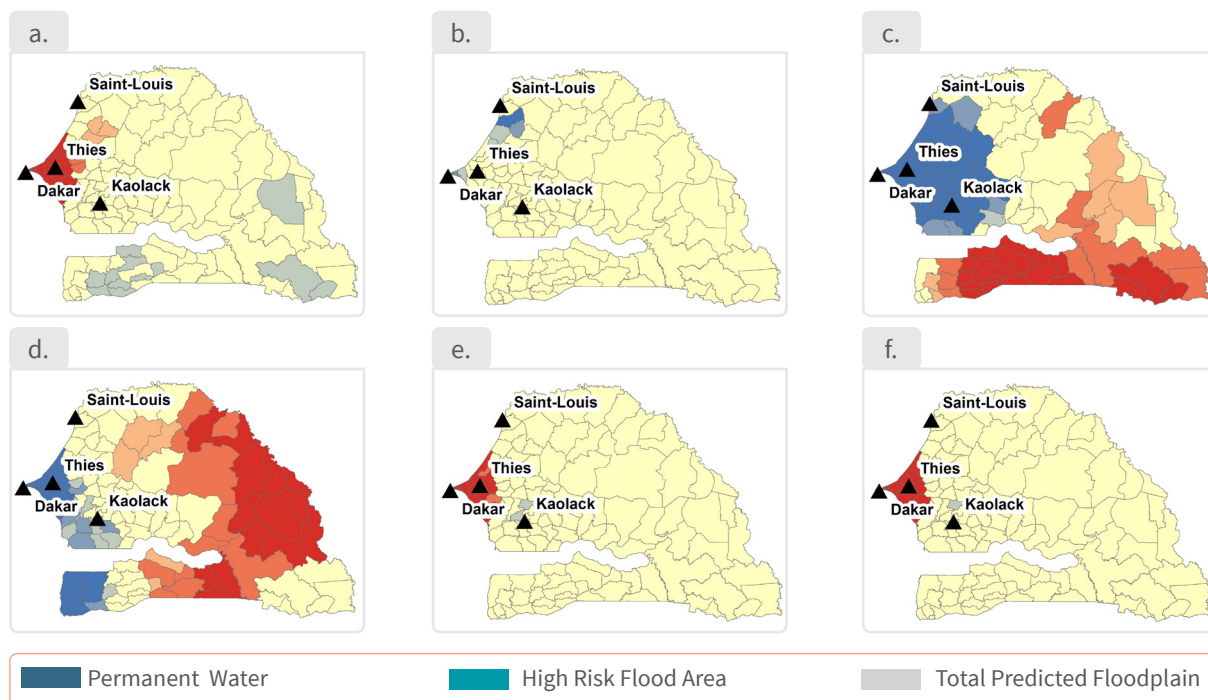 a.
b.
c.
Saint-Louis
Thies
Dakar
Kaolack
Saint-Louis
Thies
Dakar
Kaolack
Saint-Louis
Thies
Dakar
Kaolack
d.
e.
f.
Saint-Louis
Thies
Dakar
Kaolack
Saint-Louis
Thies
Dakar
Kaolack
Saint-Louis
Thies
Dakar
Kaolack
Permanent Water
High Risk Flood Area
Total Predicted Floodplain